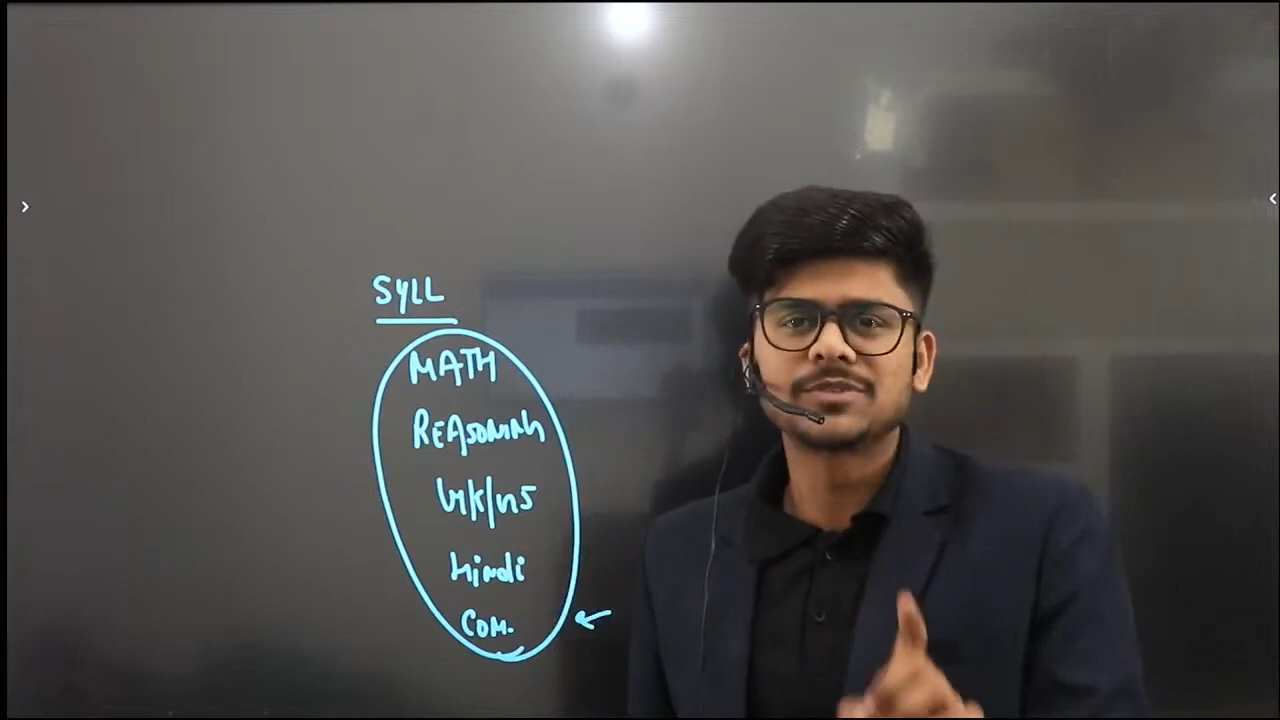 SYLL
MATH
REASONING
GK/GS
Hindi
COM.